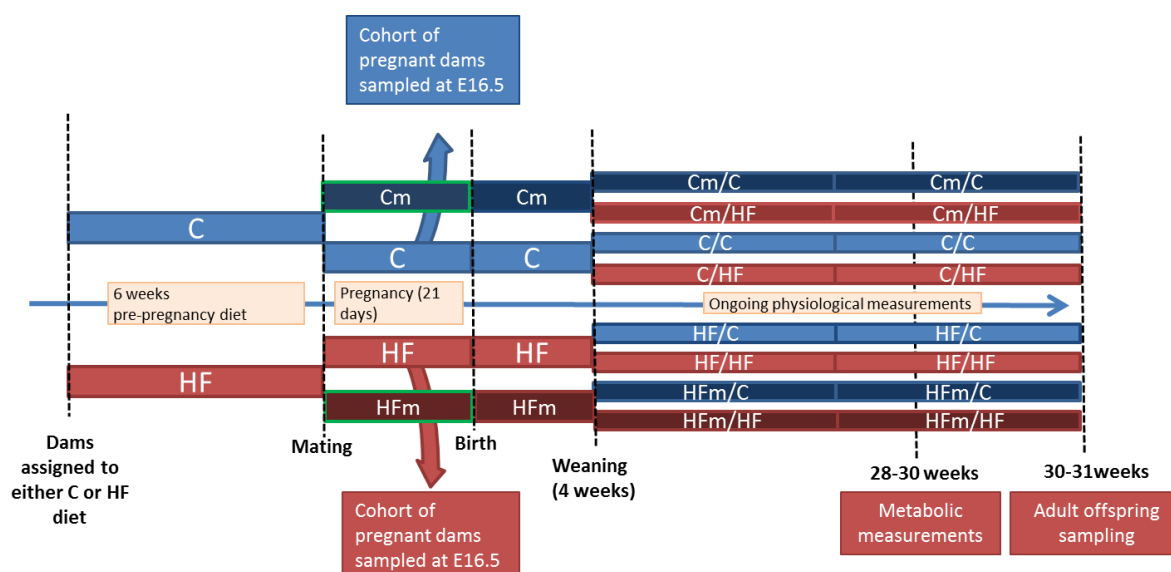 Cohort of
pregnant dams
sampled at E16.5
Cm
Cm
Cm/C
Cm/C
Cm/HF
Cm/HF
C
C
C
C/C
C/C
C/HF
C/HF
6 weeks
pre-pregnancy diet
Pregnancy (21
days)
Ongoing physiological measurements
HF
HF
HF
HF/C
HF/C
HF/HF
HF/HF
HFm
HFm
HFm/C
HFm/C
HFm/HF
HFm/HF
Dams
assigned to
either C or HF
diet
Mating
Birth
Weaning
(4 weeks)
28-30 weeks
30-31weeks
Cohort of
pregnant dams
sampled at E16.5
Metabolic
measurements
Adult offspring
sampling